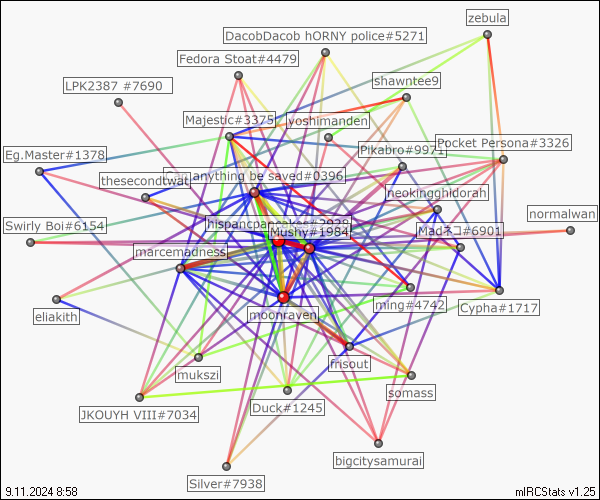 zebula
DacobDacob hORNY police#5271
Fedora Stoat#4479
shawntee9
LPK2387 #7690
Majestic#3375
yoshimanden
Pocket Persona#3326
Pikabro#9971
Eg.Master#1378
anything be saved#0396
thesecondtwat
neokingghidorah
normalwan
Swirly Boi#6154
Mushy#1984
Madネコ#6901
marcemadness
ming#4742
Cypha#1717
moonraven
eliakith
frisout
mukszi
somass
JKOUYH VIII#7034
Duck#1245
bigcitysamurai
Silver#7938
9.11.2024 8:58
mIRCStats v1.25